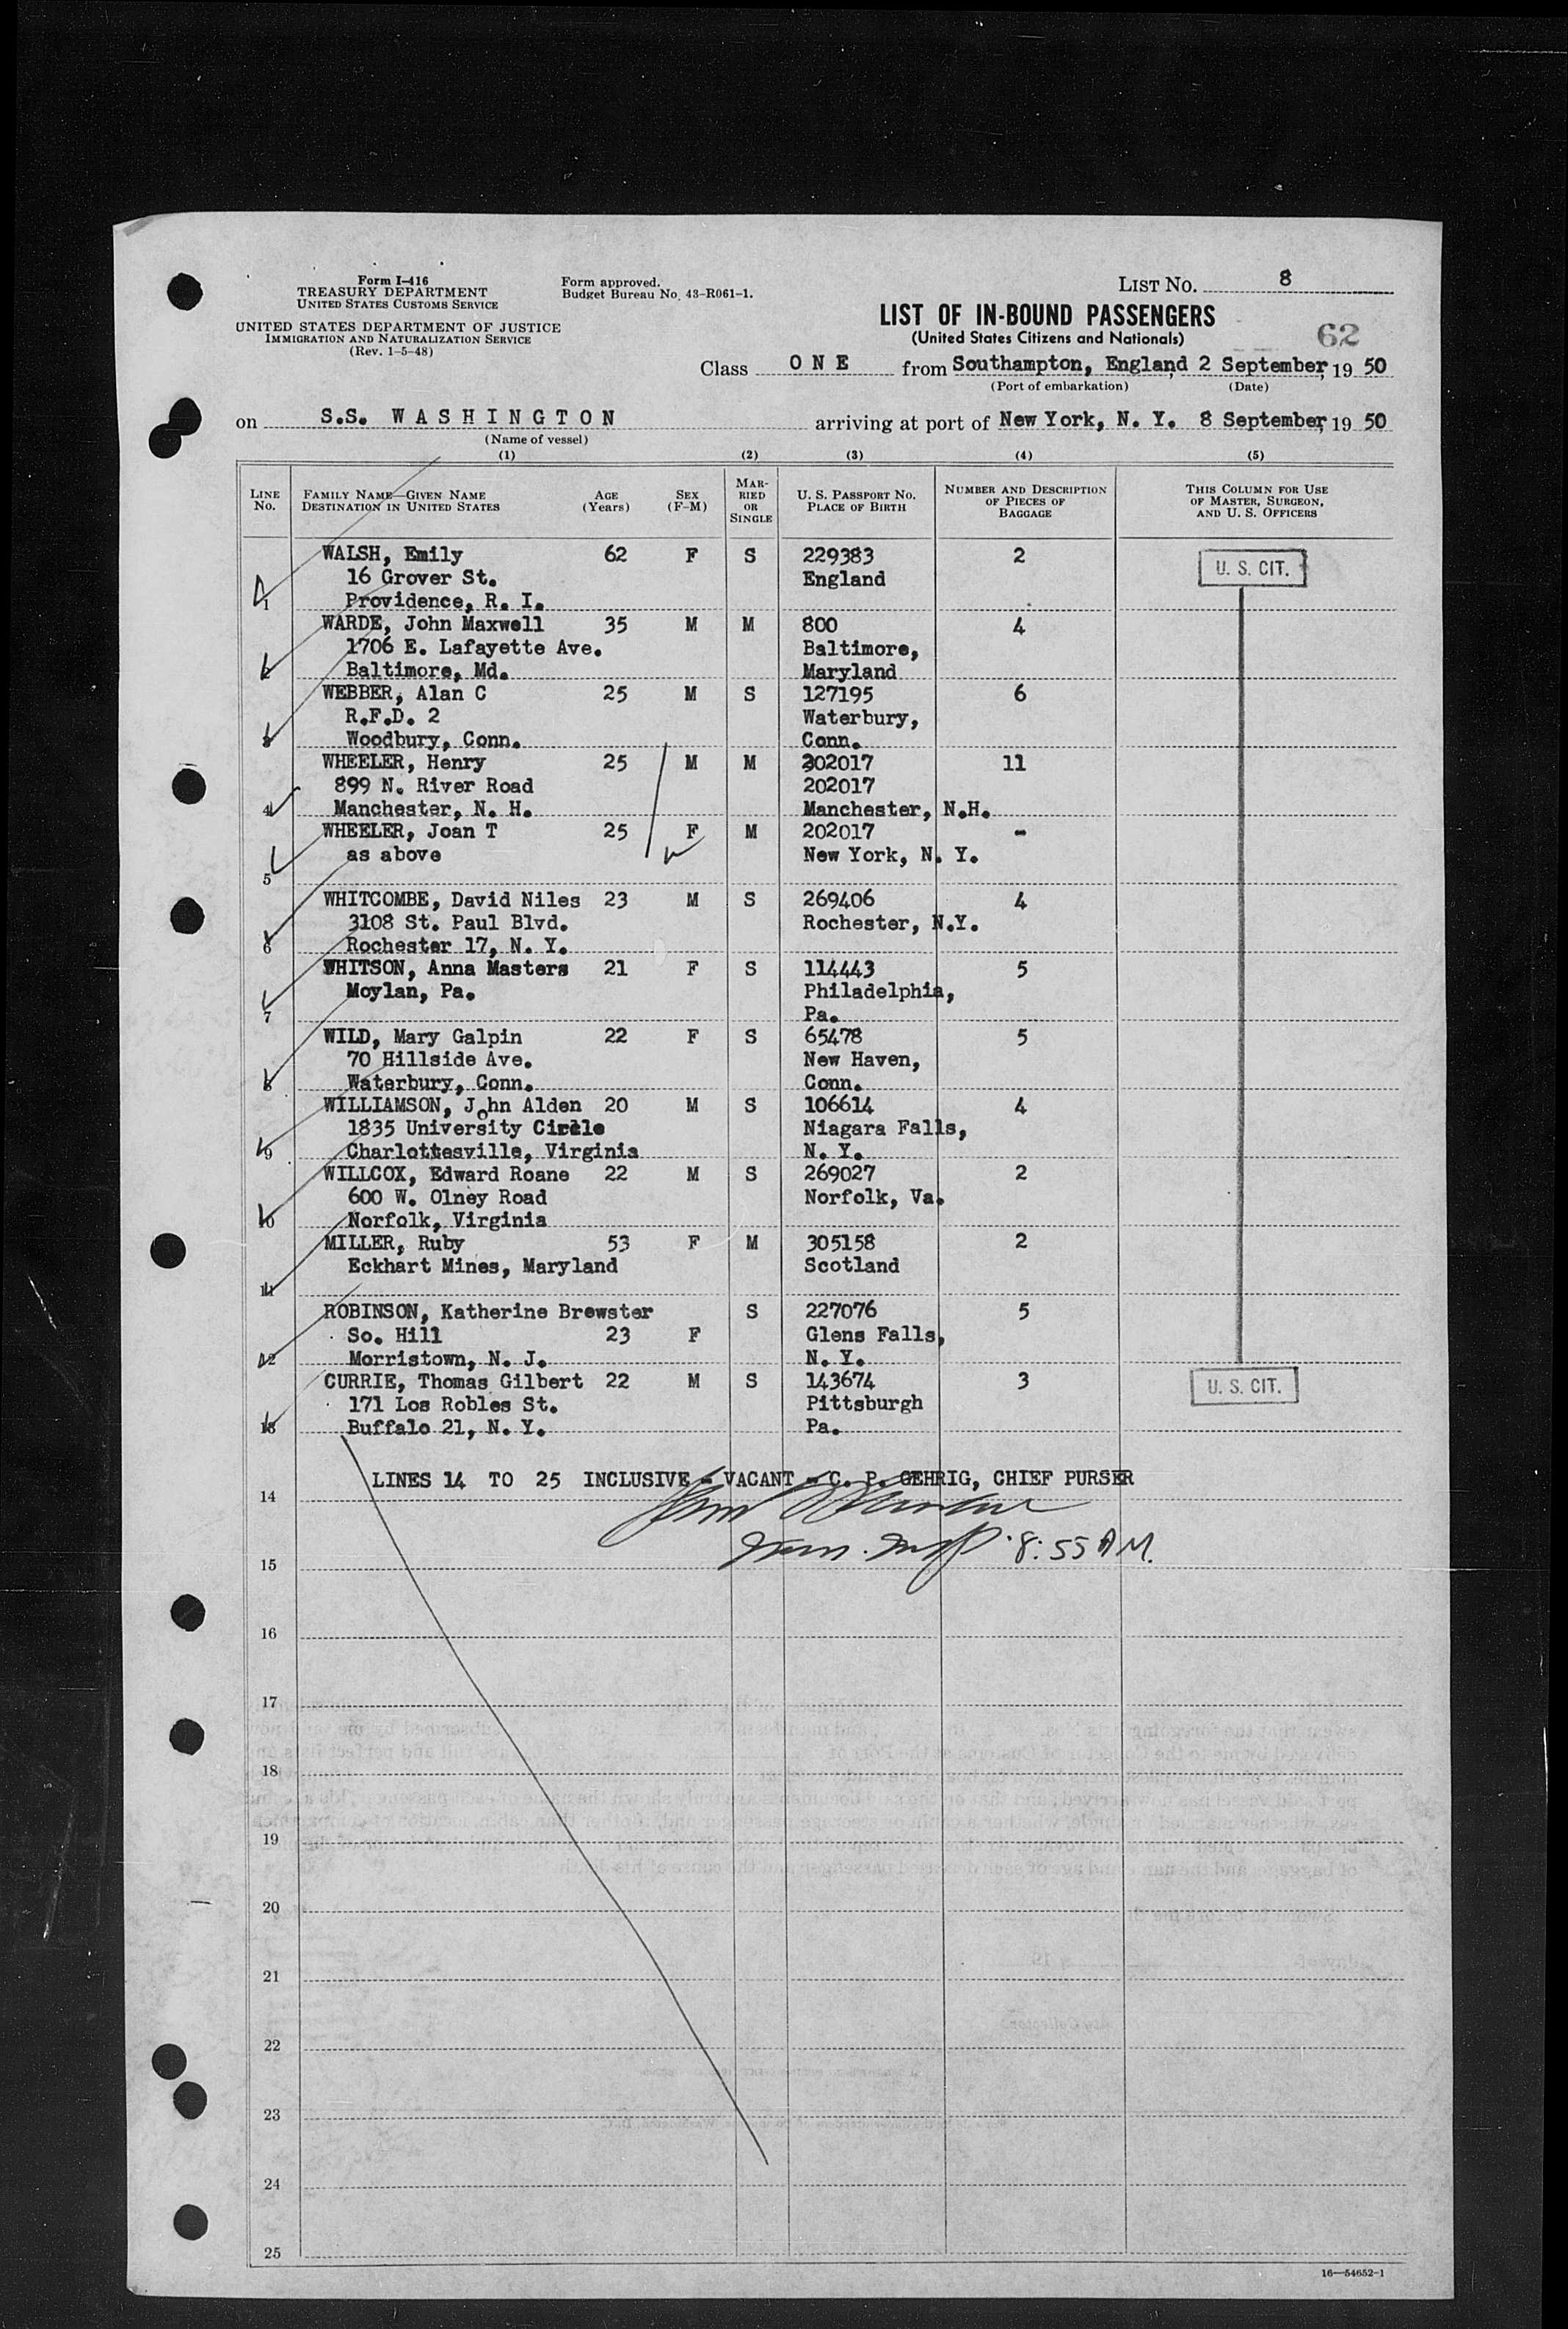 Form I-416
TREASURY DEPARTMENT
UNITED STATES CUSTOMS SERVICE
UNITED STATES DEPARTMENT OF JUSTICE
IMMIGRATION AND NATURALIZATION SERVICE
(Rev. 1-5-48)
Form approved.
Budget Bureau No. 43-R061-1.
LIST NO. 8
LIST OF IN-BOUND PASSENGERS
(United States Citizens and Nationals)
62
Class O N E from Southampton, England, 2 September, 19 50
(Port of embarkation) (Date)
on S.S. W A S H I N G T O N arriving at port of New York, N. Y. 8 September, 19 50
(Name of vessel)
(1) (2) (3) (4) (5)
LINE NO. FAMILY NAME—GIVEN NAME DESTINATION IN UNITED STATES AGE (Years) SEX (F-M) MARRIED OR SINGLE U. S. PASSPORT NO. PLACE OF BIRTH NUMBER AND DESCRIPTION OF PIECES OF BAGGAGE THIS COLUMN FOR USE OF MASTER, SURGEON, AND U. S. OFFICERS
WALSH, Emily 62 F S 229383 2 U. S. CIT.
16 Grover St. England
1 Providence, R. I.
WARDE, John Maxwell 35 M M 800 4
1706 E. Lafayette Ave. Baltimore,
2 Baltimore, Md. Maryland
WEBBER, Alan C 25 M S 127195 6
R.F.D. 2 Waterbury,
3 Woodbury, Conn. Conn.
WHEELER, Henry 25 M M 202017 11
899 N. River Road 202017
4 Manchester, N. H. Manchester, N.H.
WHEELER, Joan T 25 F M 202017 -
as above New York, N. Y.
5
WHITCOMBE, David Niles 23 M S 269406 4
3108 St. Paul Blvd. Rochester, N.Y.
6 Rochester 17, N. Y.
WHITSON, Anna Masters 21 F S 114443 5
Moylan, Pa. Philadelphia,
7 Pa.
WILD, Mary Galpin 22 F S 65478 5
70 Hillside Ave. New Haven,
8 Waterbury, Conn. Conn.
WILLIAMSON, John Alden 20 M S 106614 4
1835 University Circle Niagara Falls,
9 Charlottesville, Virginia N. Y.
WILLCOX, Edward Roane 22 M S 269027 2
600 W. Olney Road Norfolk, Va.
10 Norfolk, Virginia
MILLER, Ruby 53 F M 305158 2
Eckhart Mines, Maryland Scotland
11
ROBINSON, Katherine Brewster S 227076 5
So. Hill 23 F Glens Falls,
12 Morristown, N. J. N. Y.
CURRIE, Thomas Gilbert 22 M S 143674 3 U. S. CIT.
171 Los Robles St. Pittsburgh
13 Buffalo 21, N. Y. Pa.
LINES 14 TO 25 INCLUSIVE - VACANT - C. P. GEHRIG, CHIEF PURSER
14
8:55 AM.
15
16
17
18
19
20
21
22
23
24
25
16—54652-1